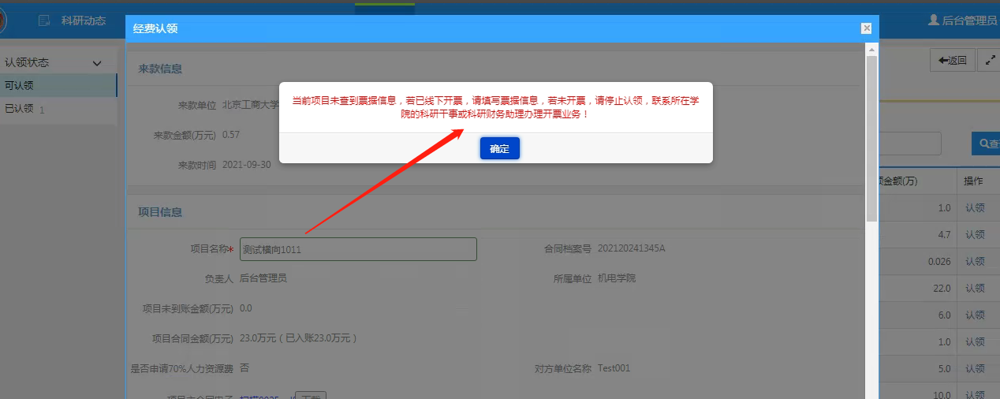 科研动态
后台管理员
经费认领
认领状态
可认领
已认领 1
返回
来款信息
来款单位 北京工商大学
来款金额(万元) 0.57
来款时间 2021-09-30
当前项目未查到票据信息，若已线下开票，请填写票据信息，若未开票，请停止认领，联系所在学
院的科研干事或科研财务助理办理开票业务！
确定
项目信息
项目名称* 测试横向1011
合同档案号 202120241345A
负责人 后台管理员
所属单位 机电学院
项目未到账金额(万元) 0.0
项目合同金额(万元) 23.0万元（已入账23.0万元）
是否申请70%人力资源费 否
对方单位名称 Test001
金额(万) 操作
1.0 认领
4.7 认领
0.026 认领
22.0 认领
6.0 认领
1.0 认领
5.0 认领
10.0 认领